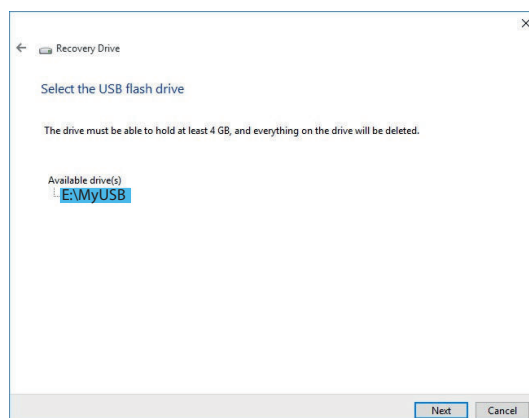 Recovery Drive
Select the USB flash drive
The drive must be able to hold at least 4 GB, and everything on the drive will be deleted.
Available drive(s)
E:\MyUSB
Next Cancel